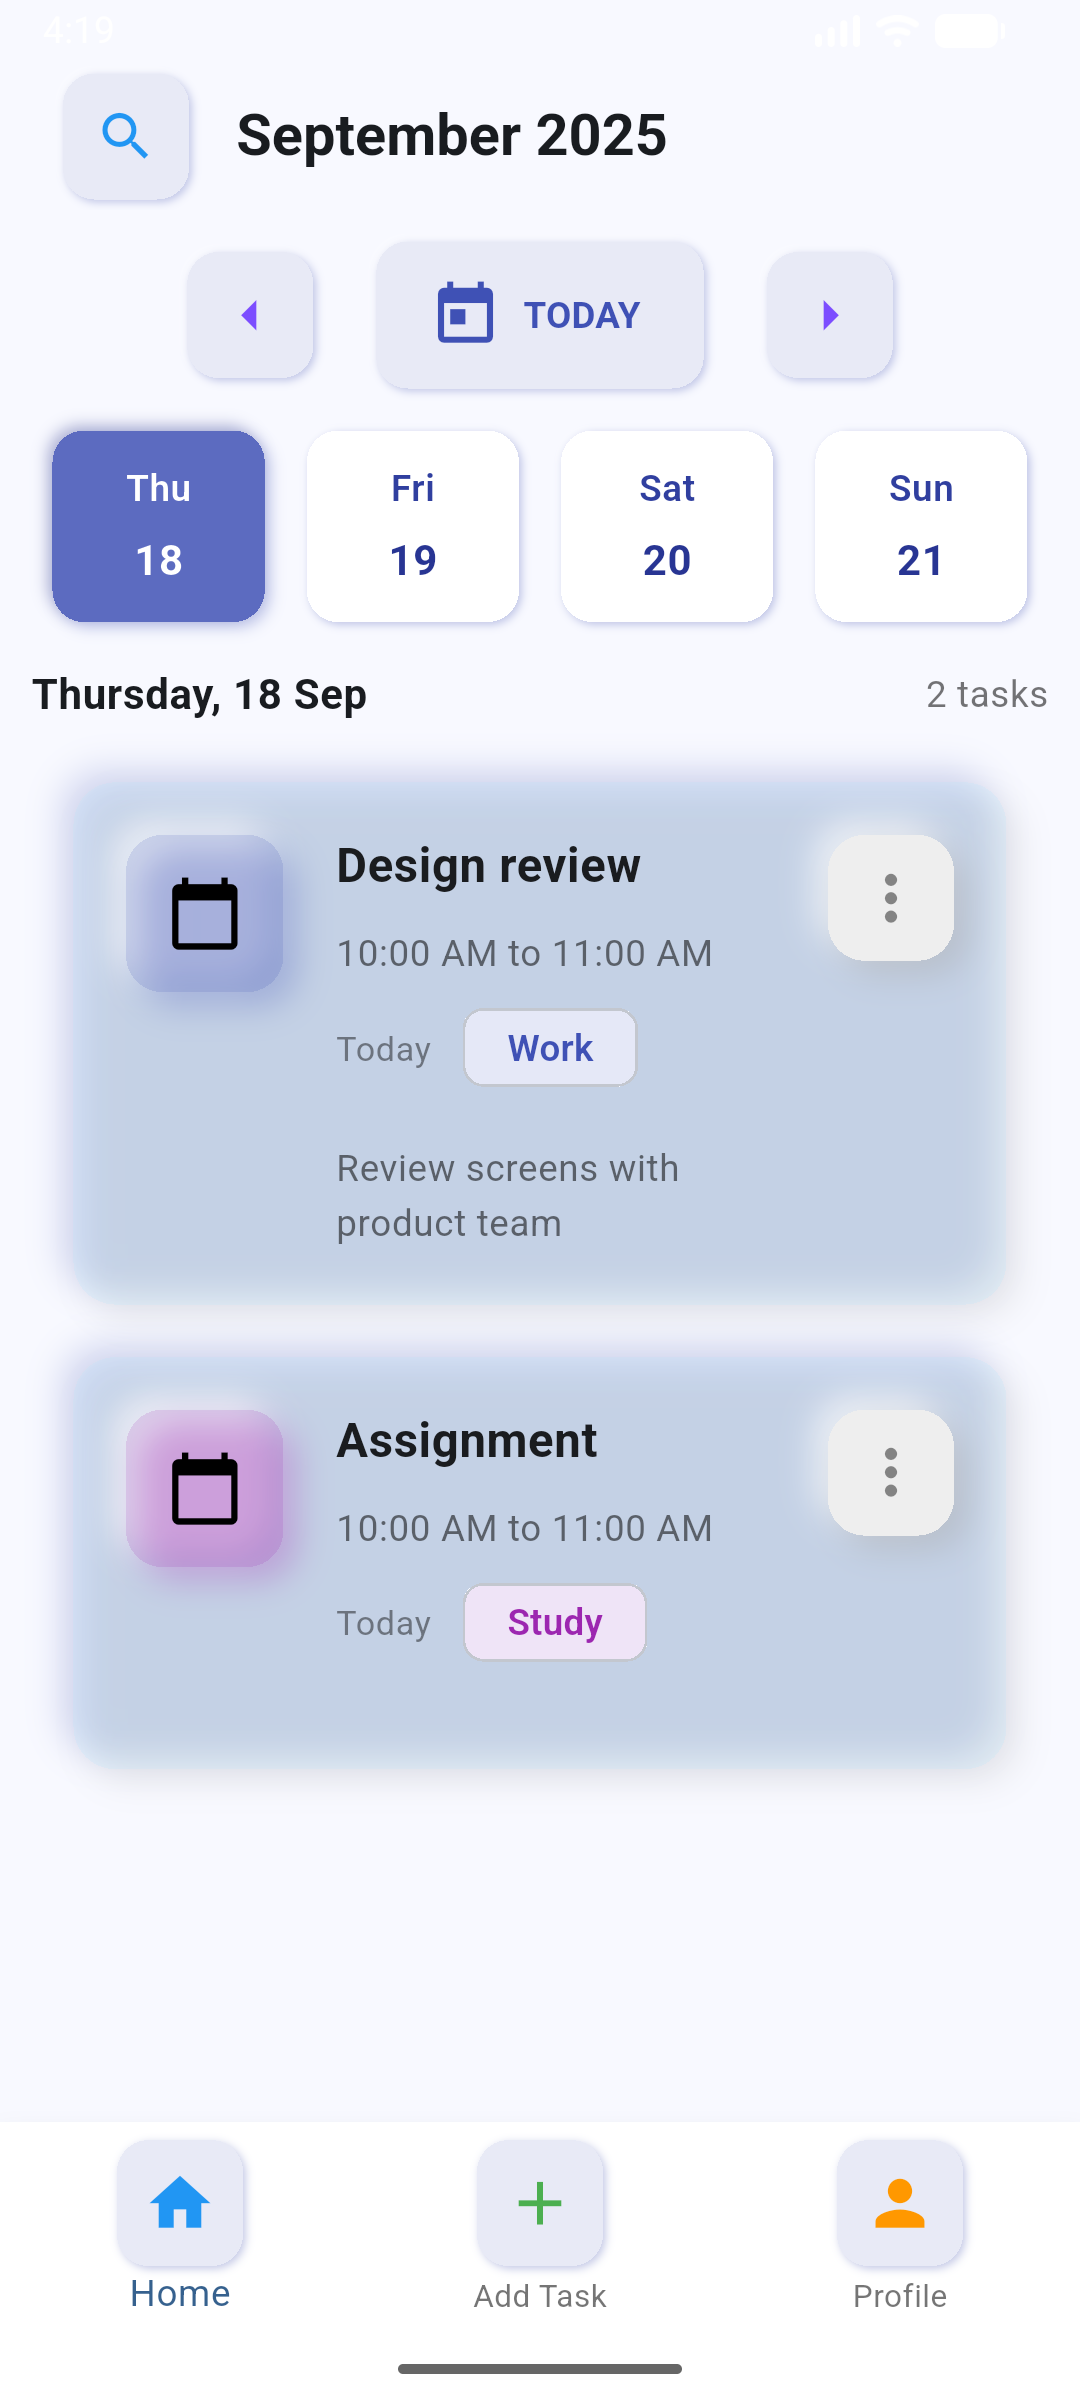 4:19
September 2025
TODAY
Thu
18
Fri
19
Sat
20
Sun
21
Thursday, 18 Sep
2 tasks
Design review
10:00 AM to 11:00 AM
Today
Work
Review screens with
product team
Assignment
10:00 AM to 11:00 AM
Today
Study
Home
Add Task
Profile